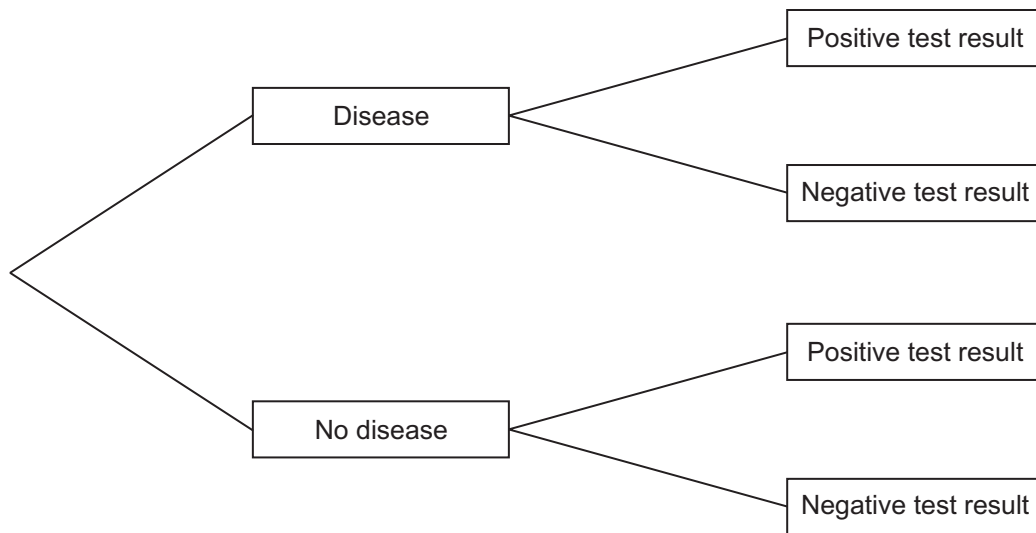 Positive test result
Disease
Negative test result
Positive test result
No disease
Negative test result